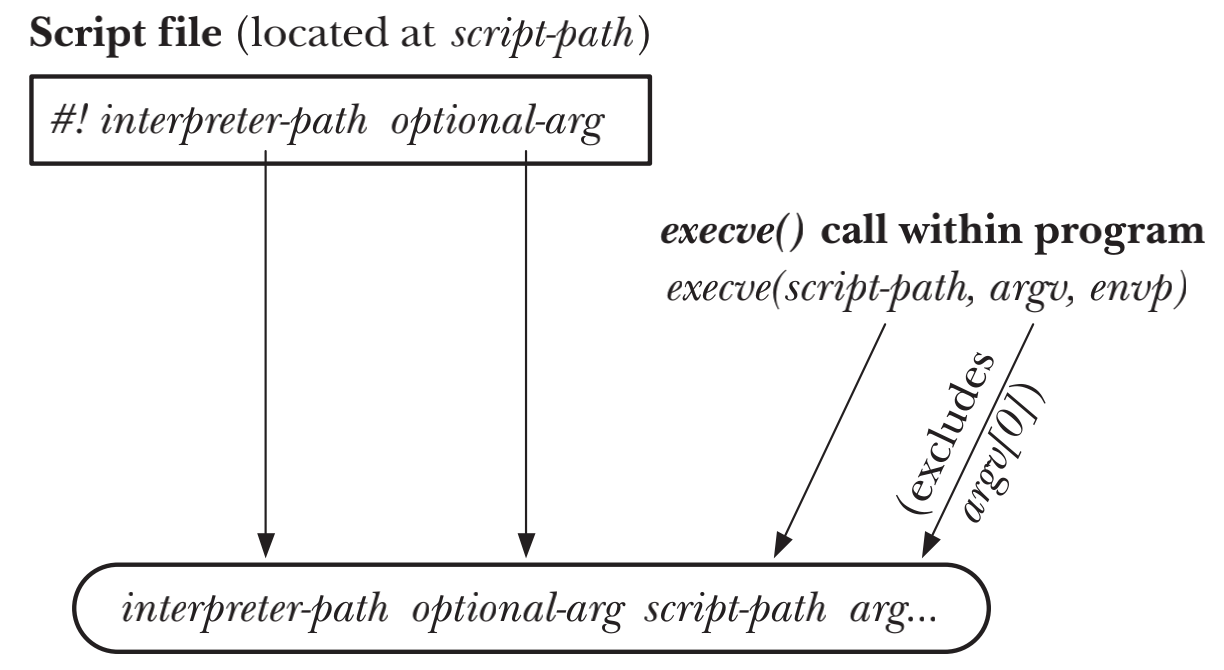 Script file (located at script-path)
#! interpreter-path optional-arg
execve() call within program
execve(script-path, argv, envp)
(excludes
argv[0])
interpreter-path optional-arg script-path arg...